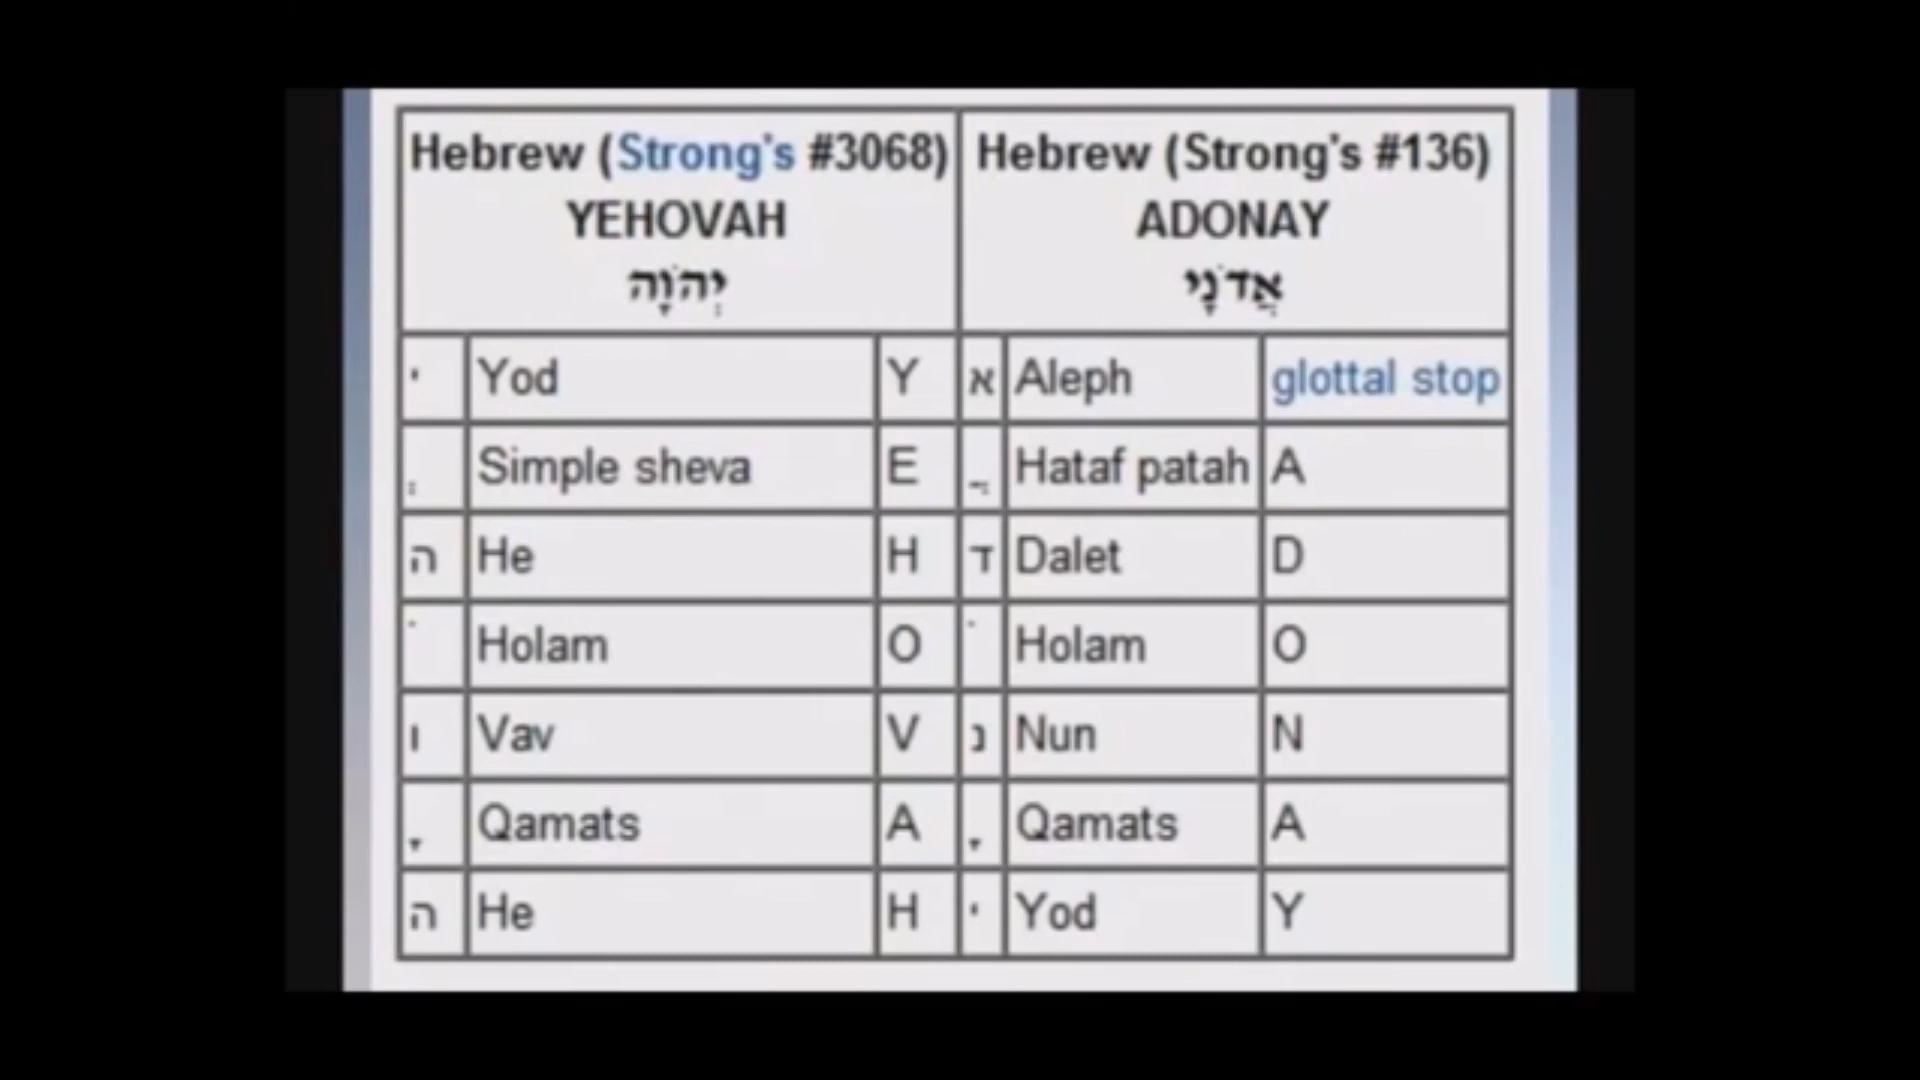 Hebrew (Strong's #3068)
YEHOVAH
יְהֹוָה
Hebrew (Strong's #136)
ADONAY
אֲדֹנָי
י Yod Y א Aleph glottal stop
ְ Simple sheva E ֲ Hataf patah A
ה He H ד Dalet D
ֹ Holam O ֹ Holam O
ו Vav V נ Nun N
ָ Qamats A ָ Qamats A
ה He H י Yod Y